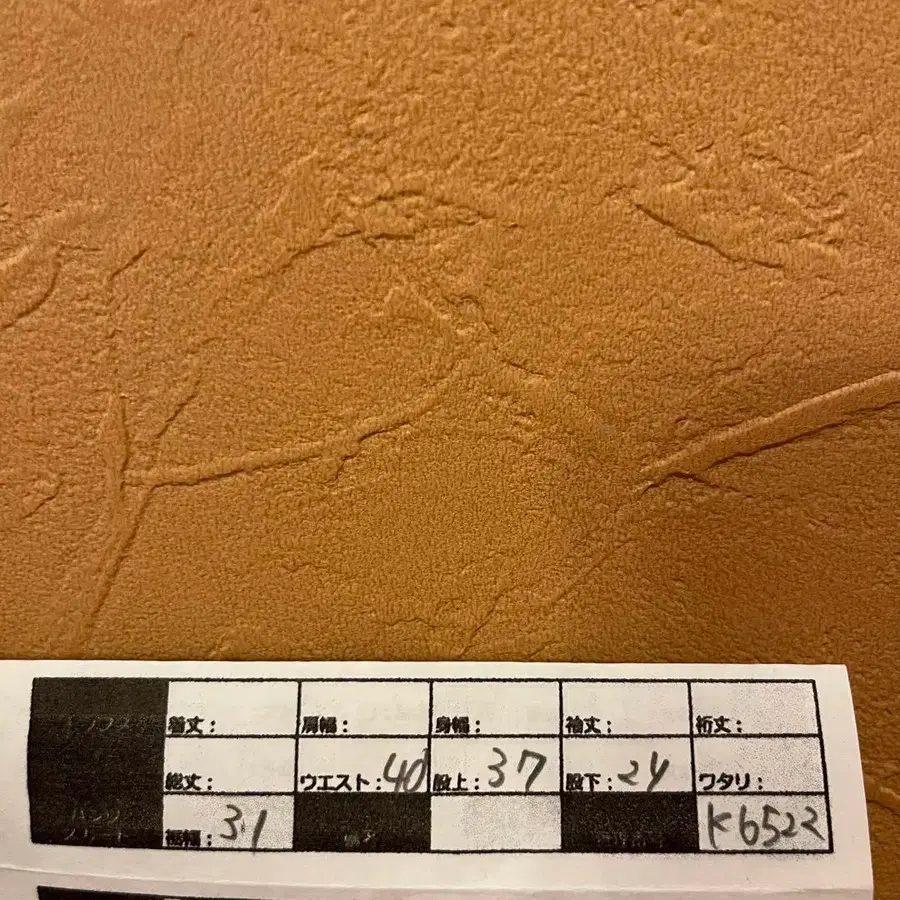 着丈: 肩幅: 身幅: 袖丈: 裄丈:
総丈: ウエスト:40 股上:37 股下:24 ワタリ:
裾幅:31 K6522